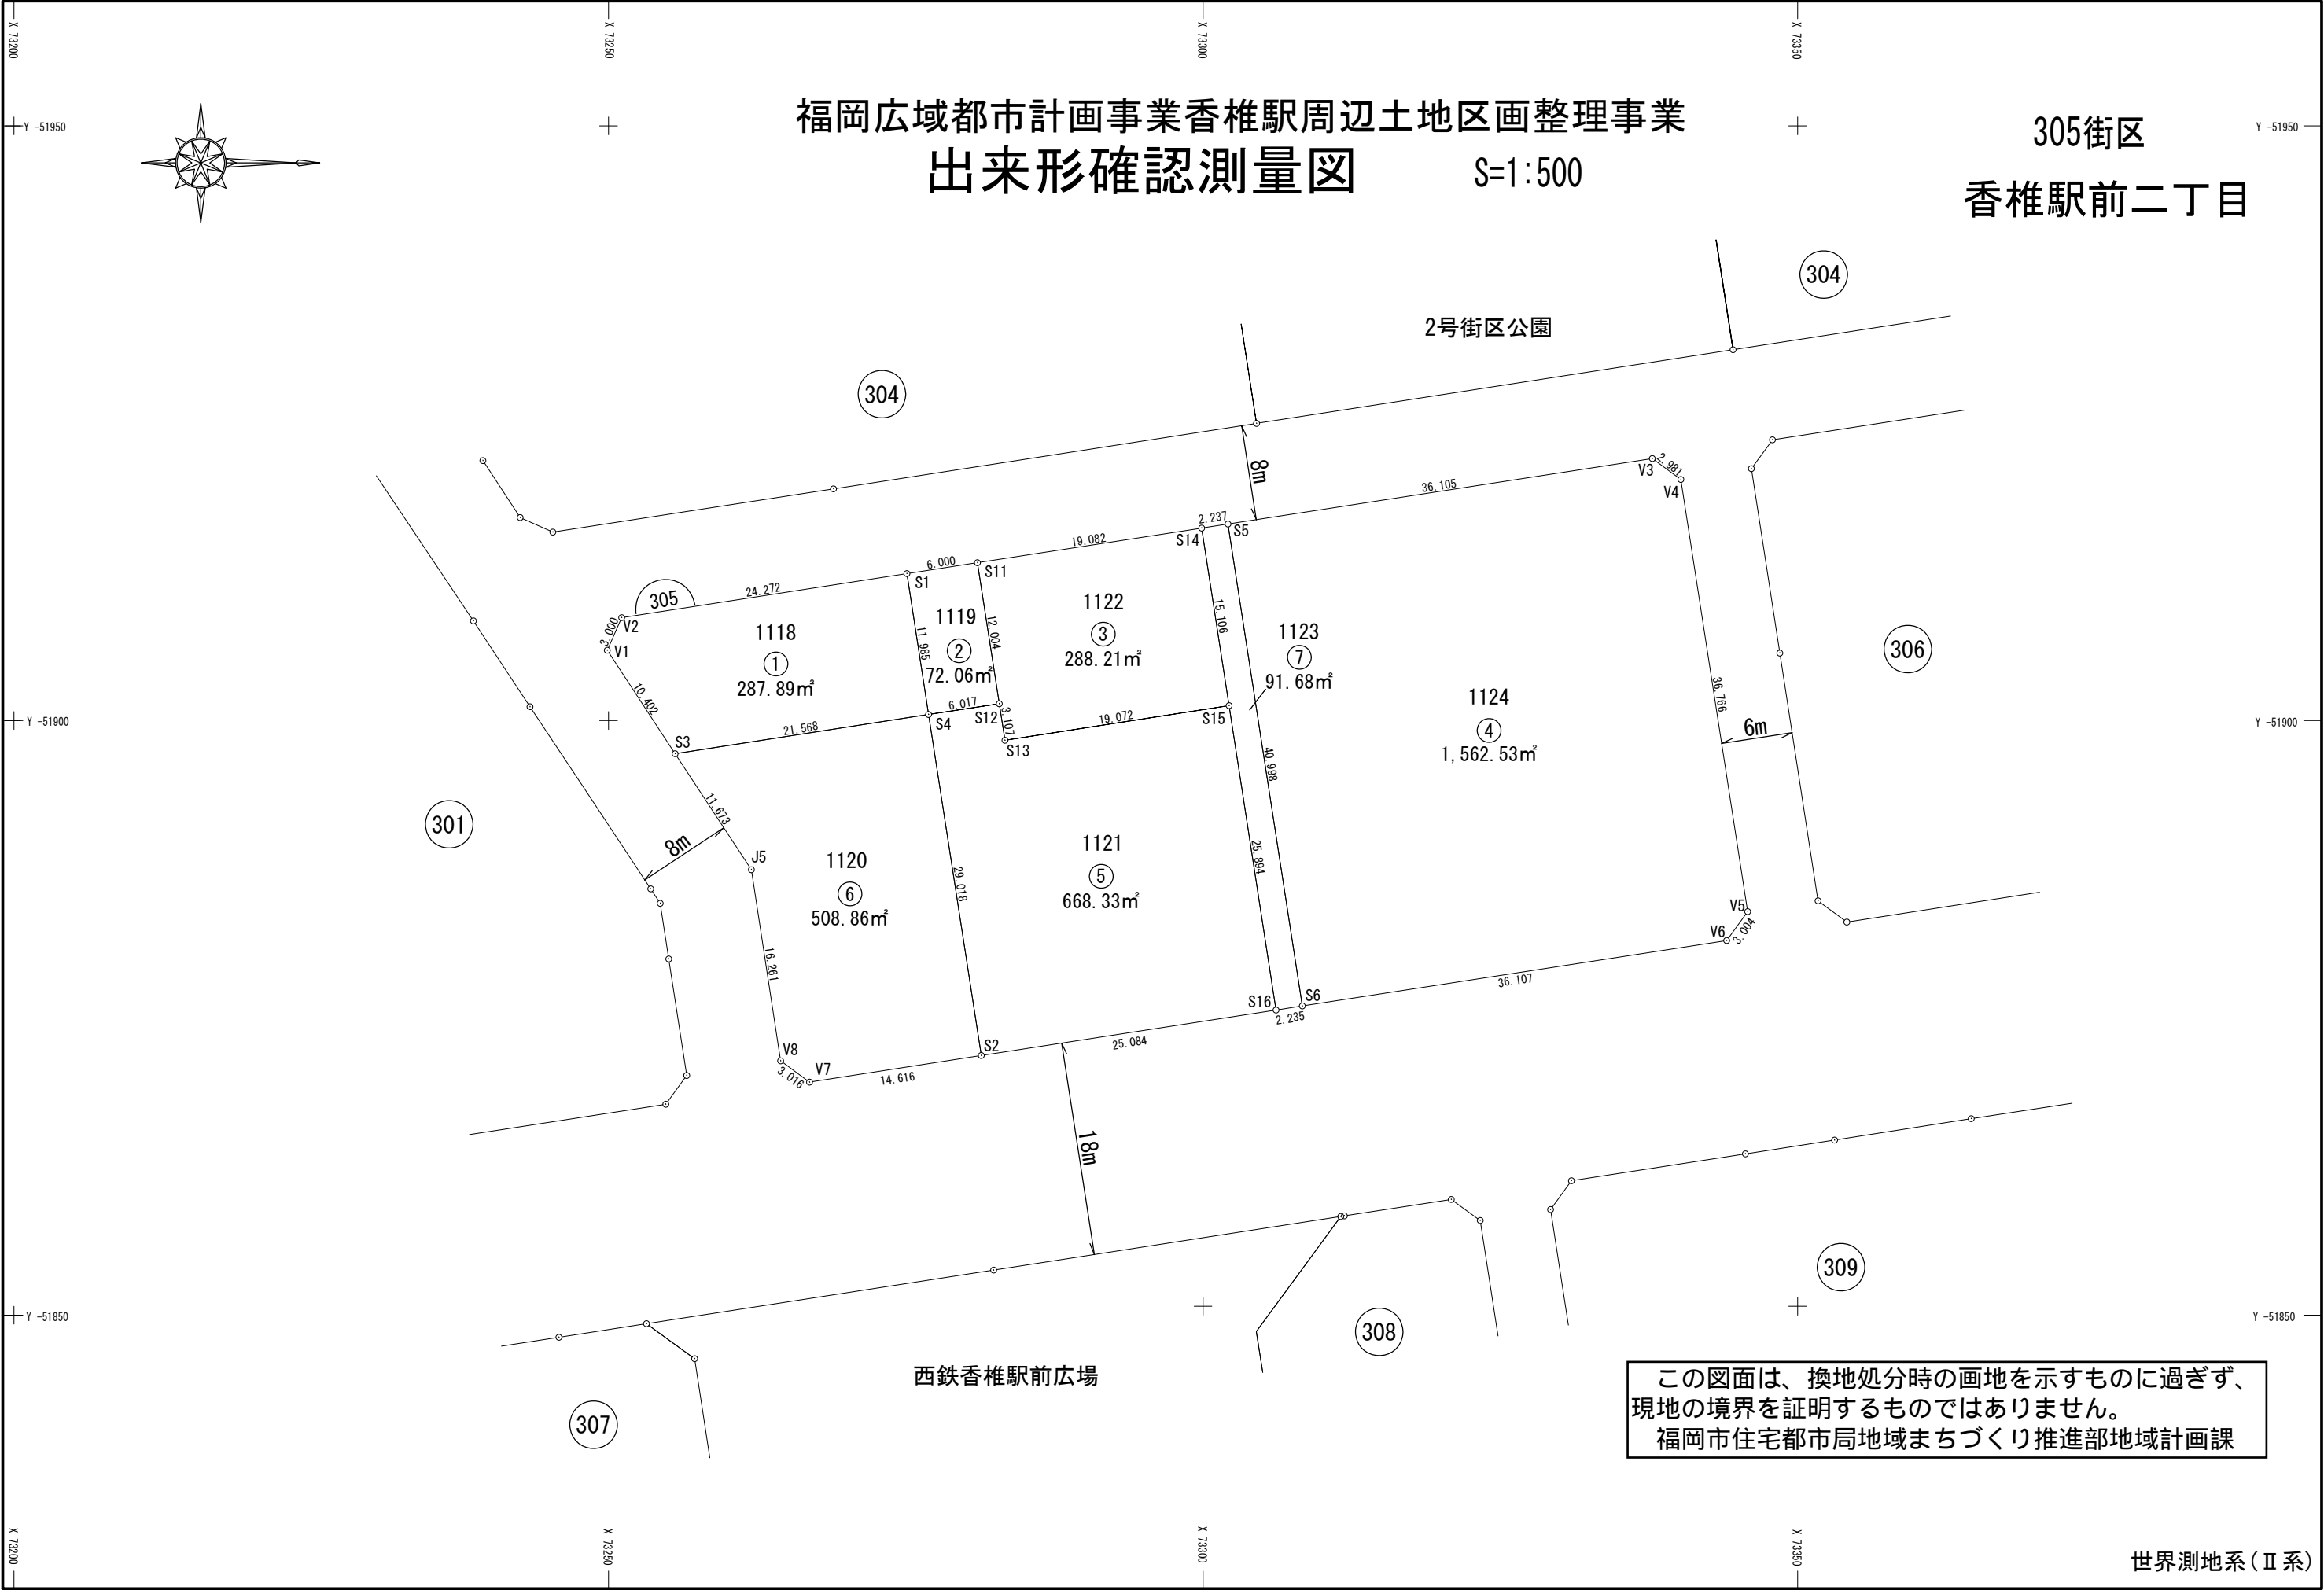 X 73200
X 73250
X 73300
X 73350
Y -51950
福岡広域都市計画事業香椎駅周辺土地区画整理事業
出来形確認測量図 S=1:500
305街区
香椎駅前二丁目
Y -51950
304
2号街区公園
304
8m
V3
2.981
V4
36.105
2.237
S5
S14
19.082
6.000
S11
S1
24.272
305
3.000
V2
V1
1118
①
287.89㎡
11.985
1119
②
72.06㎡
12.004
1122
③
288.21㎡
15.106
1123
⑦
91.68㎡
1124
④
1,562.53㎡
36.766
6m
306
10.402
S3
21.568
S4
6.017
S12
3.107
S13
19.072
S15
40.998
Y -51900
Y -51900
301
11.673
8m
J5
1120
⑥
508.86㎡
29.018
1121
⑤
668.33㎡
25.894
16.261
V5
V6
3.004
S16
S6
2.235
36.107
V8
3.016
V7
14.616
S2
25.084
18m
309
308
307
西鉄香椎駅前広場
Y -51850
Y -51850
この図面は、換地処分時の画地を示すものに過ぎず、
現地の境界を証明するものではありません。
福岡市住宅都市局地域まちづくり推進部地域計画課
X 73200
X 73250
X 73300
X 73350
世界測地系(Ⅱ系)